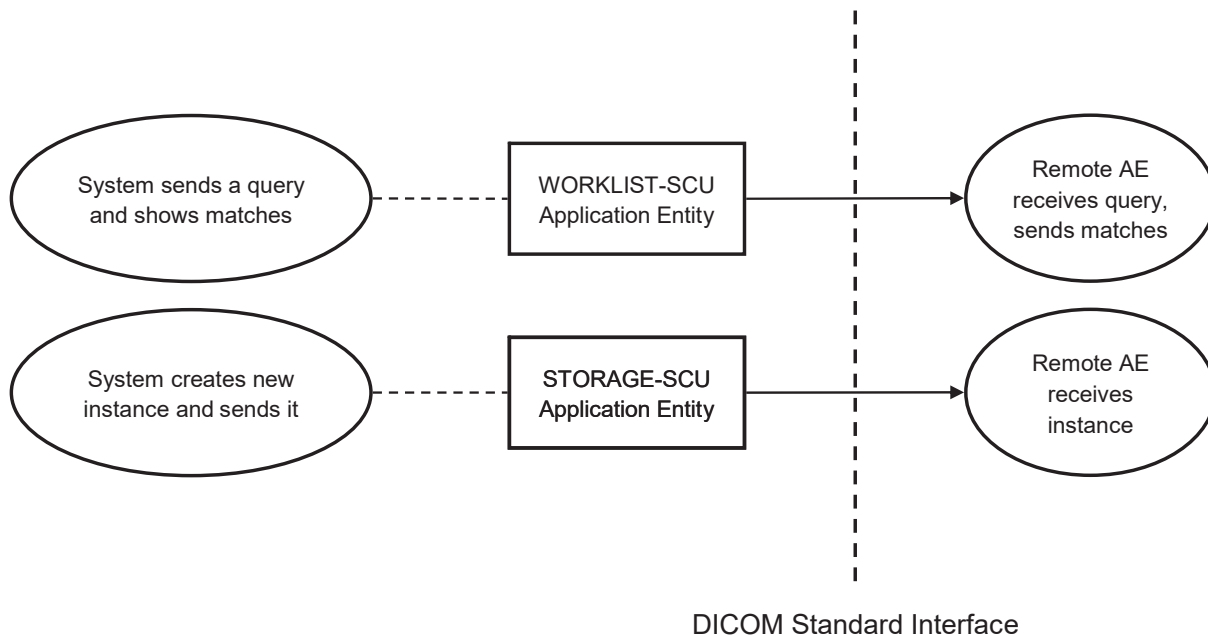 System sends a query
and shows matches
WORKLIST-SCU
Application Entity
Remote AE
receives query,
sends matches
System creates new
instance and sends it
STORAGE-SCU
Application Entity
Remote AE
receives
instance
DICOM Standard Interface